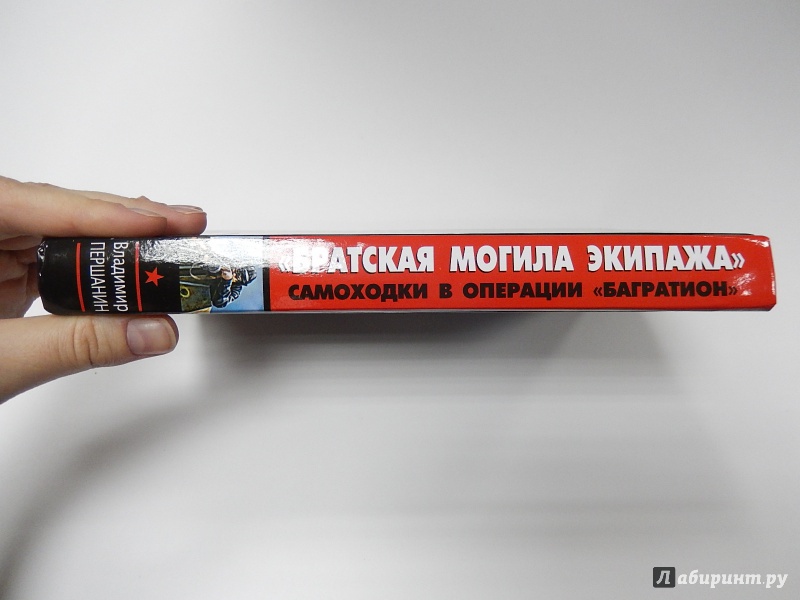 Владимир
ПЕРШАНИН
«БРАТСКАЯ МОГИЛА ЭКИПАЖА»
САМОХОДКИ В ОПЕРАЦИИ «БАГРАТИОН»
Лабиринт.ру